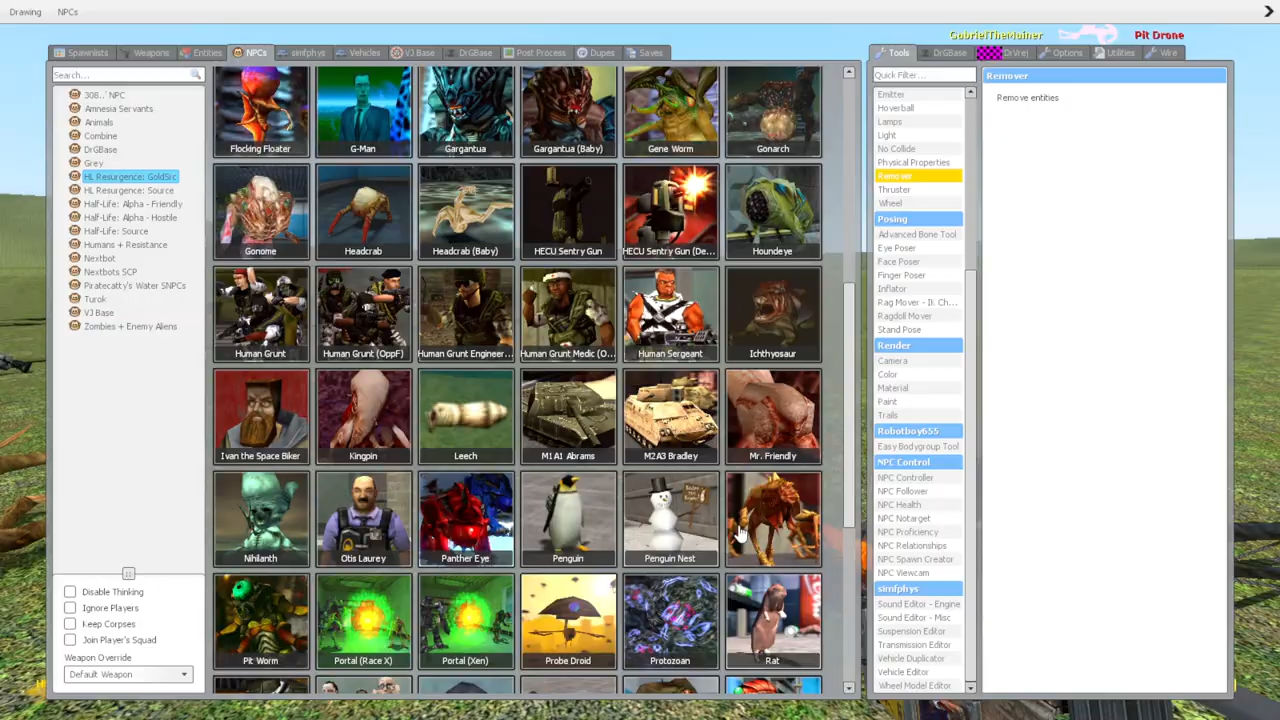 Drawing NPCs
GabrielTheMainer Pit Drone
Spawnlists Weapons Entities NPCs simfphys Vehicles VJ Base DrGBase Post Process Dupes Saves
Tools DrGBase DrVrej Options Utilities Wire
Search...
308..' NPC
Amnesia Servants
Animals
Combine
DrGBase
Grey
HL Resurgence: GoldSrc
HL Resurgence: Source
Half-Life: Alpha - Friendly
Half-Life: Alpha - Hostile
Half-Life: Source
Humans + Resistance
Nextbot
Nextbots SCP
Piratecatty's Water SNPCs
Turok
VJ Base
Zombies + Enemy Aliens
Disable Thinking
Ignore Players
Keep Corpses
Join Player's Squad
Weapon Override
Default Weapon
Flocking Floater G-Man Gargantua Gargantua (Baby) Gene Worm Gonarch
Gonome Headcrab Headcrab (Baby) HECU Sentry Gun HECU Sentry Gun (De... Houndeye
Human Grunt Human Grunt (OppF) Human Grunt Engineer... Human Grunt Medic (O... Human Sergeant Ichthyosaur
Ivan the Space Biker Kingpin Leech M1A1 Abrams M2A3 Bradley Mr. Friendly
Nihilanth Otis Laurey Panther Eye Penguin Penguin Nest
Pit Worm Portal (Race X) Portal (Xen) Probe Droid Protozoan Rat
Quick Filter...
Emitter
Hoverball
Lamps
Light
No Collide
Physical Properties
Remover
Thruster
Wheel
Posing
Advanced Bone Tool
Eye Poser
Face Poser
Finger Poser
Inflator
Rag Mover - Ik Ch...
Ragdoll Mover
Stand Pose
Render
Camera
Color
Material
Paint
Trails
Robotboy655
Easy Bodygroup Tool
NPC Control
NPC Controller
NPC Follower
NPC Health
NPC Notarget
NPC Proficiency
NPC Relationships
NPC Spawn Creator
NPC Viewcam
simfphys
Sound Editor - Engine
Sound Editor - Misc
Suspension Editor
Transmission Editor
Vehicle Duplicator
Vehicle Editor
Wheel Model Editor
Remover
Remove entities